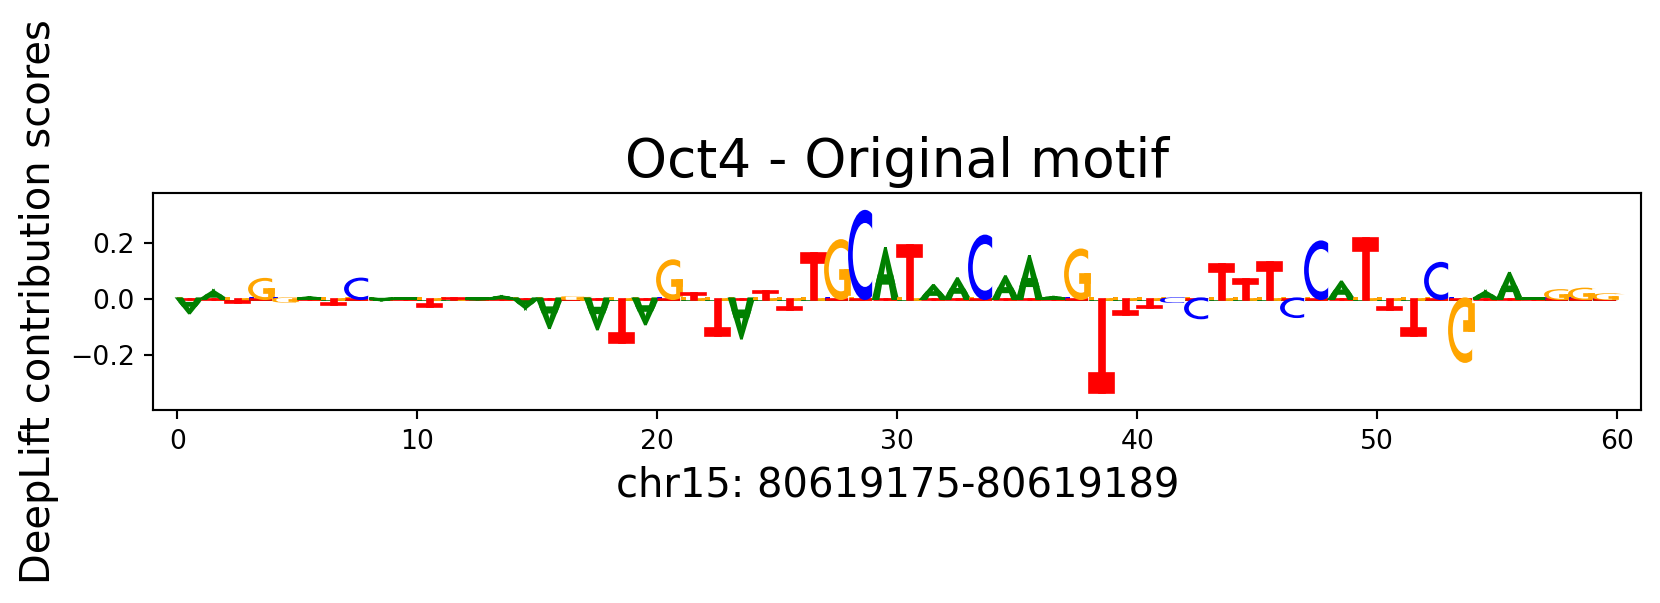 Oct4 - Original motif
DeepLift contribution scores
0.2
0.0
−0.2
0 10 20 30 40 50 60
chr15: 80619175-80619189